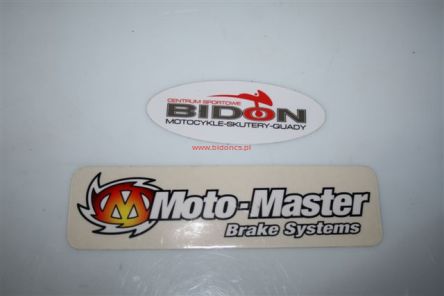 CENTRUM SPORTOWE
BIDON
MOTOCYKLE-SKUTERY-QUADY
www.bidoncs.pl
Moto-Master
Brake Systems